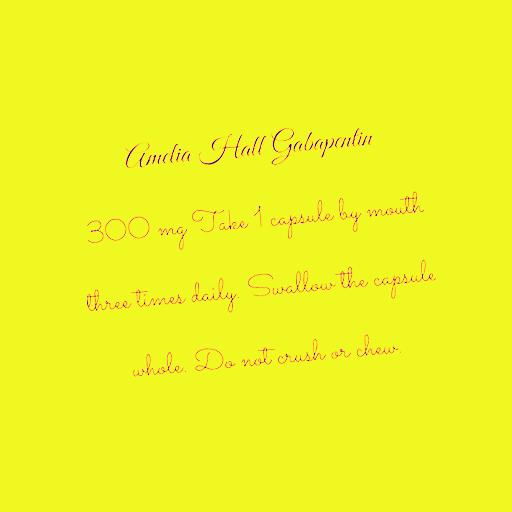 Amelia Hall Gabapentin
300 mg Take 1 capsule by mouth
three times daily. Swallow the capsule
whole. Do not crush or chew.